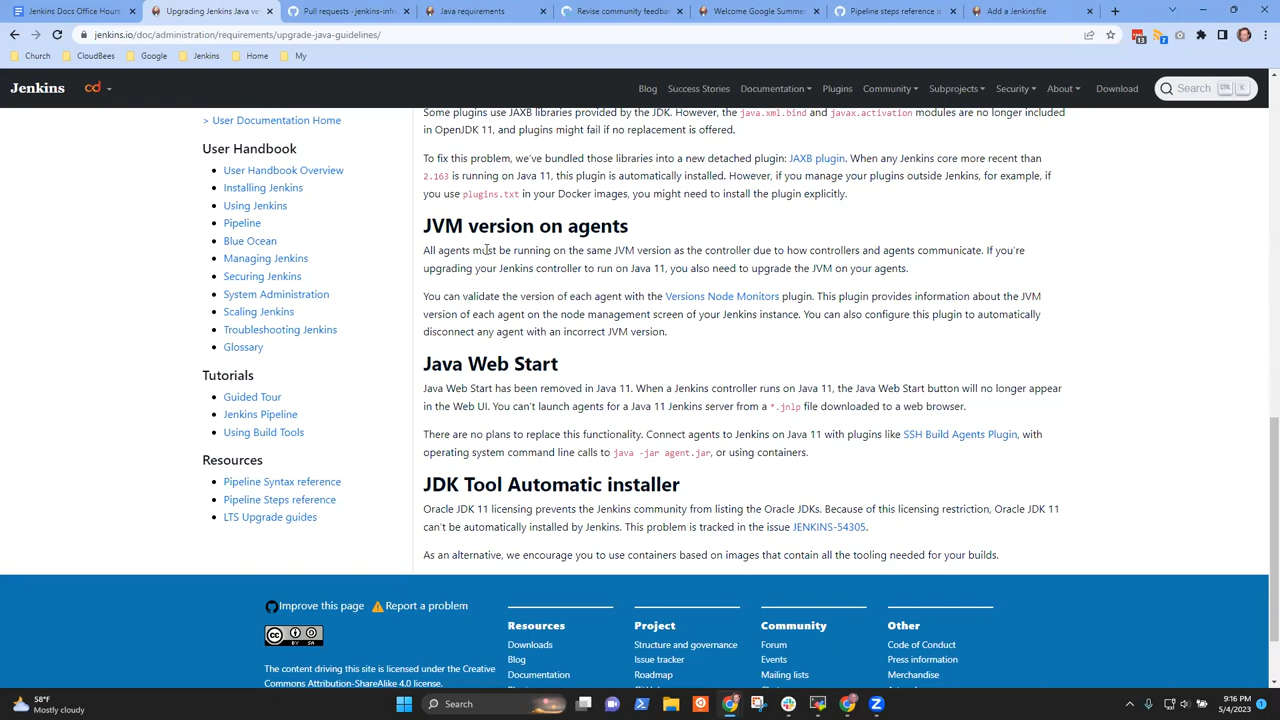 Jenkins Docs Office Hours
Upgrading Jenkins Java ver
Pull requests · jenkins-infra
Java requirements
Revise community feedba
Welcome Google Summe
Pipeline steps reference is
Add a Jenkinsfile
jenkins.io/doc/administration/requirements/upgrade-java-guidelines/
13
7
Church
CloudBees
Google
Jenkins
Home
My
Jenkins
cd
Blog
Success Stories
Documentation
Plugins
Community
Subprojects
Security
About
Download
Search
K
> User Documentation Home
User Handbook
User Handbook Overview
Installing Jenkins
Using Jenkins
Pipeline
Blue Ocean
Managing Jenkins
Securing Jenkins
System Administration
Scaling Jenkins
Troubleshooting Jenkins
Glossary
Tutorials
Guided Tour
Jenkins Pipeline
Using Build Tools
Resources
Pipeline Syntax reference
Pipeline Steps reference
LTS Upgrade guides
Some plugins use JAXB libraries provided by the JDK. However, the java.xml.bind and javax.activation modules are no longer included
in OpenJDK 11, and plugins might fail if no replacement is offered.
To fix this problem, we've bundled those libraries into a new detached plugin: JAXB plugin. When any Jenkins core more recent than
2.163 is running on Java 11, this plugin is automatically installed. However, if you manage your plugins outside Jenkins, for example, if
you use plugins.txt in your Docker images, you might need to install the plugin explicitly.
JVM version on agents
All agents must be running on the same JVM version as the controller due to how controllers and agents communicate. If you're
upgrading your Jenkins controller to run on Java 11, you also need to upgrade the JVM on your agents.
You can validate the version of each agent with the Versions Node Monitors plugin. This plugin provides information about the JVM
version of each agent on the node management screen of your Jenkins instance. You can also configure this plugin to automatically
disconnect any agent with an incorrect JVM version.
Java Web Start
Java Web Start has been removed in Java 11. When a Jenkins controller runs on Java 11, the Java Web Start button will no longer appear
in the Web UI. You can't launch agents for a Java 11 Jenkins server from a *.jnlp file downloaded to a web browser.
There are no plans to replace this functionality. Connect agents to Jenkins on Java 11 with plugins like SSH Build Agents Plugin, with
operating system command line calls to java -jar agent.jar, or using containers.
JDK Tool Automatic installer
Oracle JDK 11 licensing prevents the Jenkins community from listing the Oracle JDKs. Because of this licensing restriction, Oracle JDK 11
can't be automatically installed by Jenkins. This problem is tracked in the issue JENKINS-54305.
As an alternative, we encourage you to use containers based on images that contain all the tooling needed for your builds.
Improve this page
Report a problem
The content driving this site is licensed under the Creative
Commons Attribution-ShareAlike 4.0 license.
Resources
Downloads
Blog
Documentation
Project
Structure and governance
Issue tracker
Roadmap
Community
Forum
Events
Mailing lists
Other
Code of Conduct
Press information
Merchandise
58°F
Mostly cloudy
Search
9:16 PM
5/4/2023